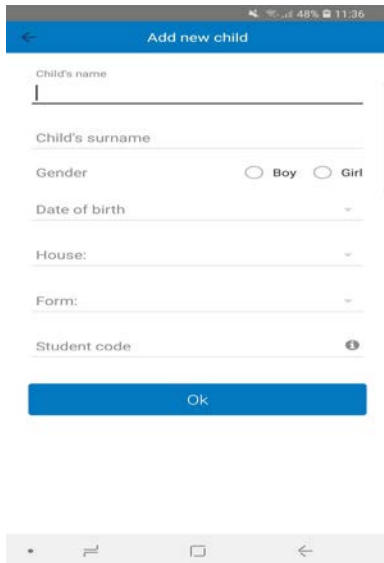 48% 11:36
Add new child
Child's name
Child's surname
Gender Boy Girl
Date of birth
House:
Form:
Student code
Ok